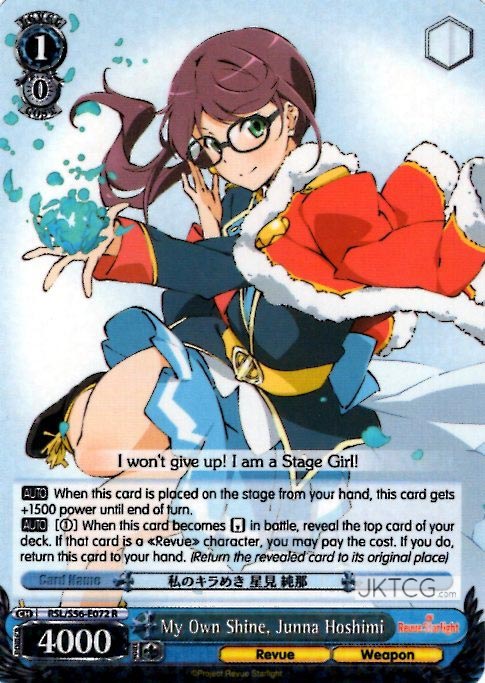 LEVEL
1
0
COST
I won't give up! I am a Stage Girl!
AUTO When this card is placed on the stage from your hand, this card gets
+1500 power until end of turn.
AUTO [①] When this card becomes in battle, reveal the top card of your
deck. If that card is a «Revue» character, you may pay the cost. If you do,
return this card to your hand. (Return the revealed card to its original place)
Card Name 私のキラめき 星見 純那
JKTCG.com
CH RSL/S56-E072 R
4000 My Own Shine, Junna Hoshimi Revue Starlight
Revue Weapon
©Project Revue Starlight